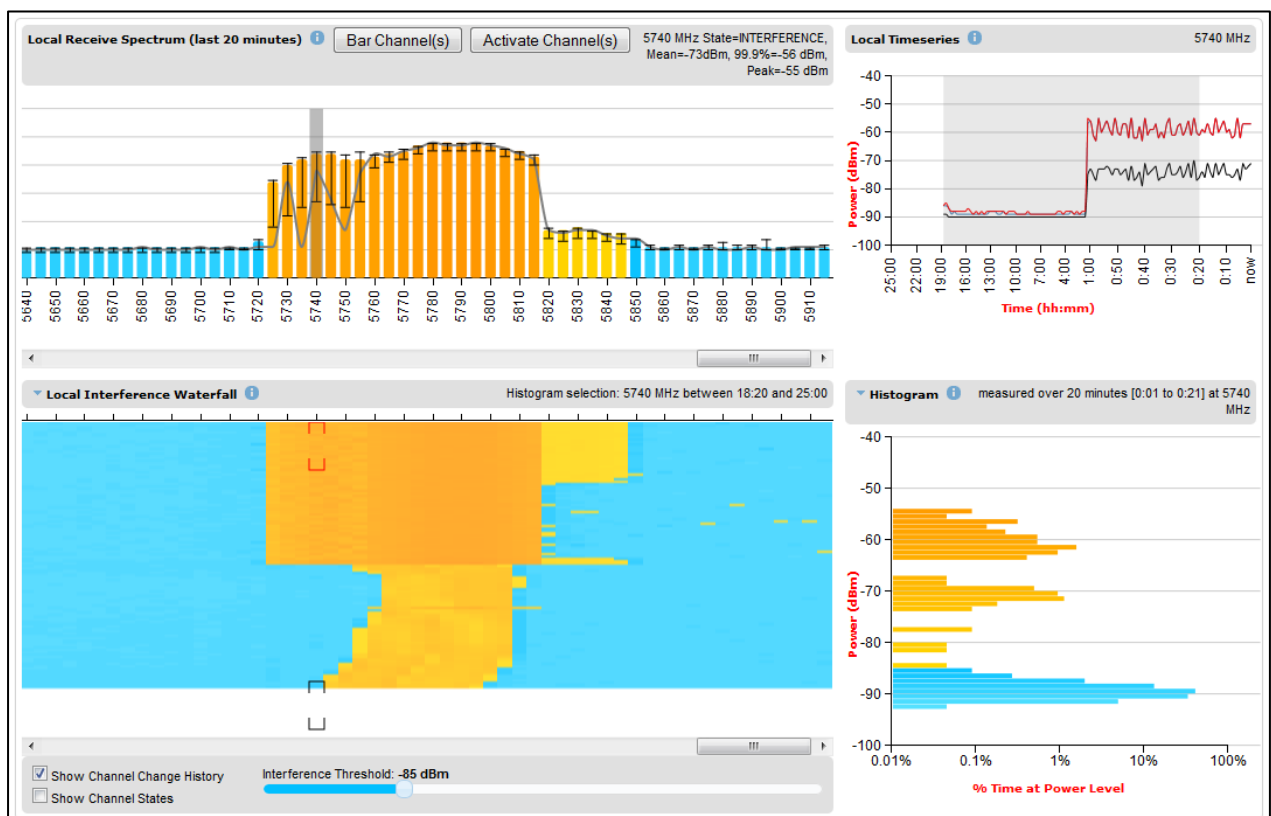 Local Receive Spectrum (last 20 minutes)
Bar Channel(s)
Activate Channel(s)
5740 MHz State=INTERFERENCE,
Mean=-73dBm, 99.9%=-56 dBm,
Peak=-55 dBm
5640
5650
5660
5670
5680
5690
5700
5710
5720
5730
5740
5750
5760
5770
5780
5790
5800
5810
5820
5830
5840
5850
5860
5870
5880
5890
5900
5910
Local Timeseries
5740 MHz
-40
-50
-60
-70
-80
-90
-100
Power (dBm)
25:00
22:00
19:00
16:00
13:00
10:00
7:00
4:00
1:00
0:50
0:40
0:30
0:20
0:10
now
Time (hh:mm)
Local Interference Waterfall
Histogram selection: 5740 MHz between 18:20 and 25:00
Show Channel Change History
Show Channel States
Interference Threshold: -85 dBm
Histogram
measured over 20 minutes [0:01 to 0:21] at 5740
MHz
-40
-50
-60
-70
-80
-90
-100
Power (dBm)
0.01%
0.1%
1%
10%
100%
% Time at Power Level